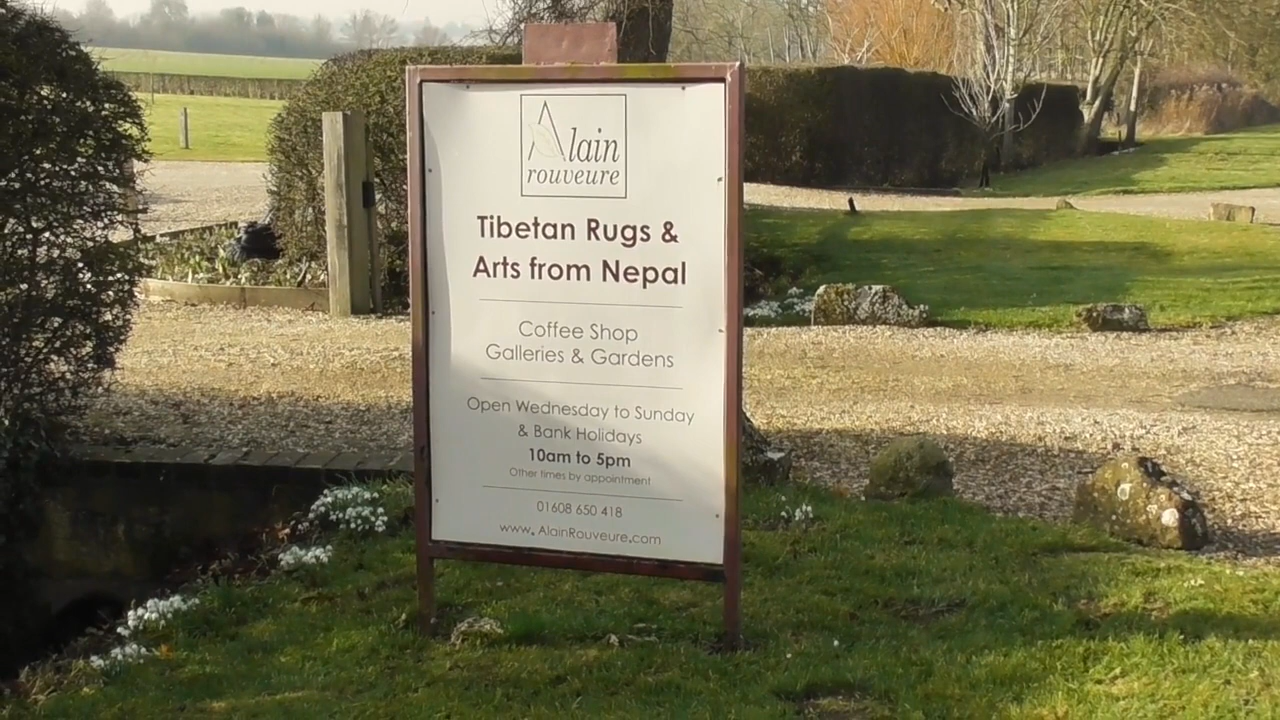 Alain
rouveure
Tibetan Rugs &
Arts from Nepal
Coffee Shop
Galleries & Gardens
Open Wednesday to Sunday
& Bank Holidays
10am to 5pm
Other times by appointment
01608 650 418
www.AlainRouveure.com